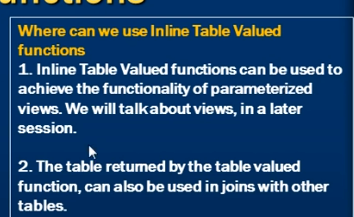 Where can we use Inline Table Valued
functions
1. Inline Table Valued functions can be used to
achieve the functionality of parameterized
views. We will talk about views, in a later
session.
2. The table returned by the table valued
function, can also be used in joins with other
tables.